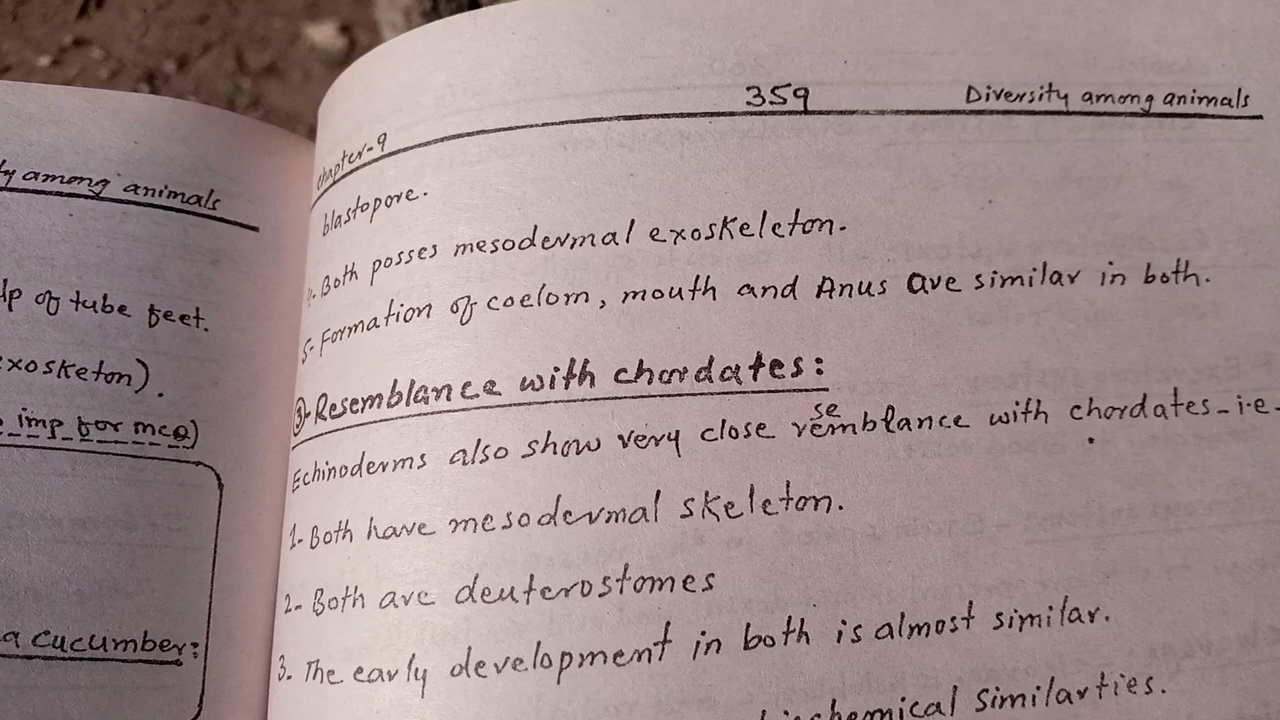 ty among animals
lp of tube feet.
exosketon).
imp for mcq)
a cucumber:
359
Diversity among animals
chapter-9
blastopore.
4- Both posses mesodermal exoskeleton.
5- Formation of coelom, mouth and Anus are similar in both.
③-Resemblance with chordates:
Echinoderms also show very close resemblance with chordates-i.e-
1- Both have mesodermal skeleton.
2- Both are deuterostomes
3. The early development in both is almost similar.
biochemical similarties.